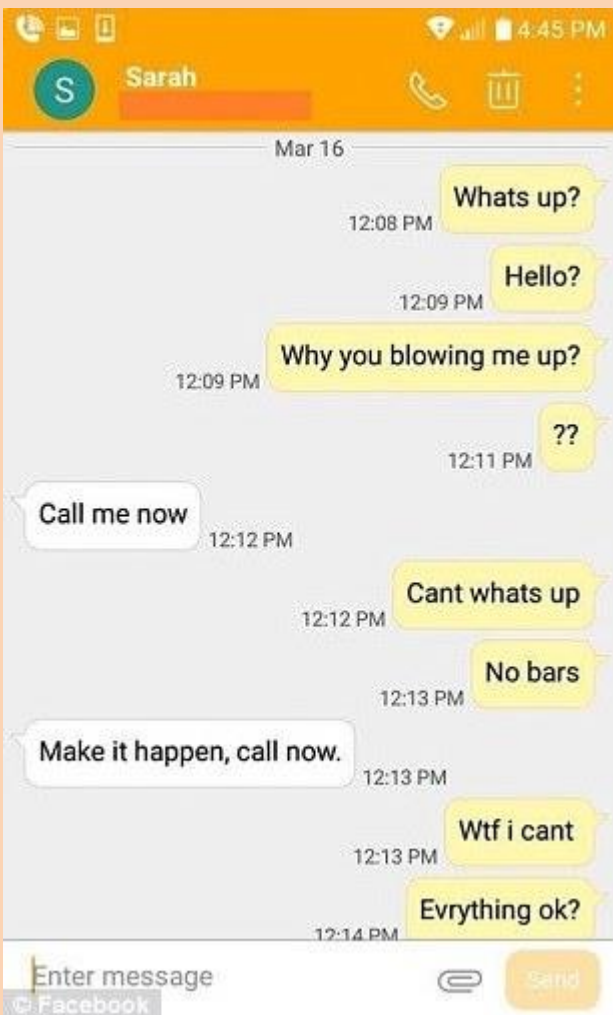 4:45 PM
S
Sarah
Mar 16
Whats up?
12:08 PM
Hello?
12:09 PM
Why you blowing me up?
12:09 PM
??
12:11 PM
Call me now
12:12 PM
Cant whats up
12:12 PM
No bars
12:13 PM
Make it happen, call now.
12:13 PM
Wtf i cant
12:13 PM
Evrything ok?
12:14 PM
Enter message
Send
© Facebook